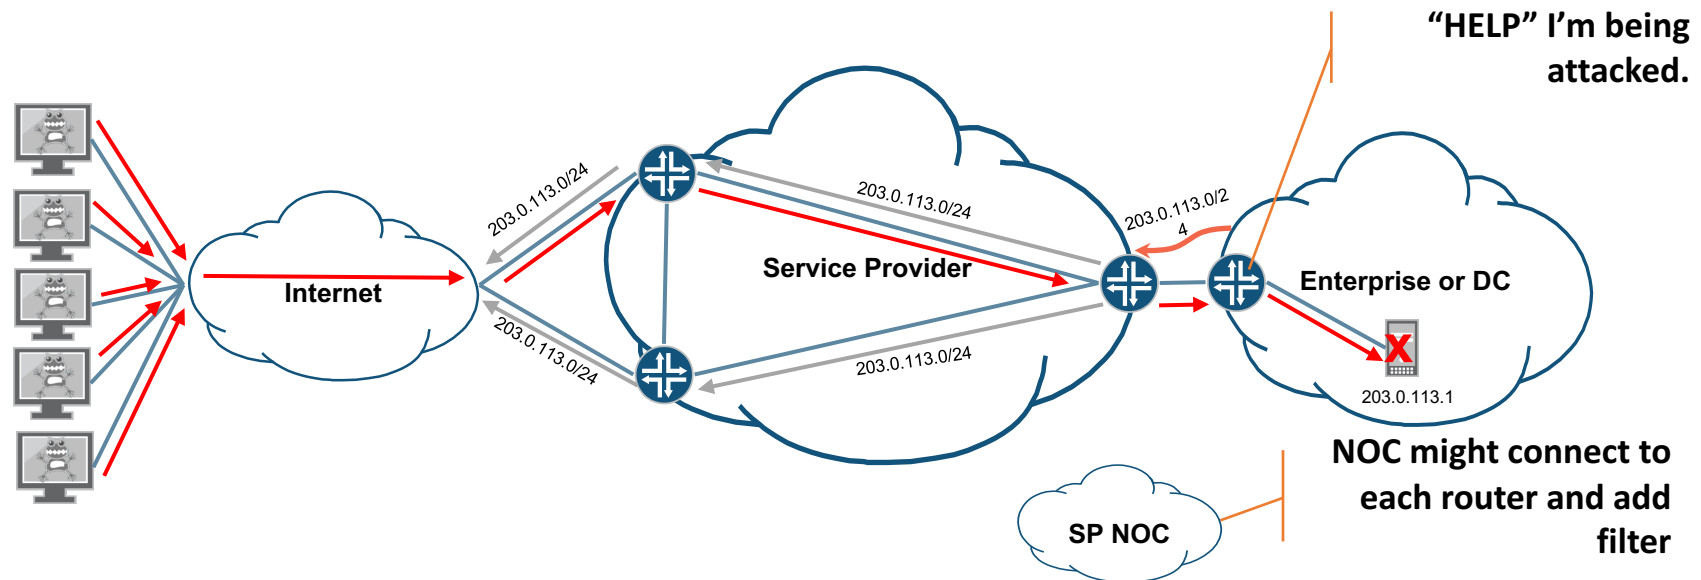 “HELP” I’m being
attacked.
203.0.113.0/24
203.0.113.0/24
203.0.113.0/2
4
Service Provider
Enterprise or DC
Internet
203.0.113.0/24
203.0.113.0/24
203.0.113.1
X
NOC might connect to
each router and add
filter
SP NOC